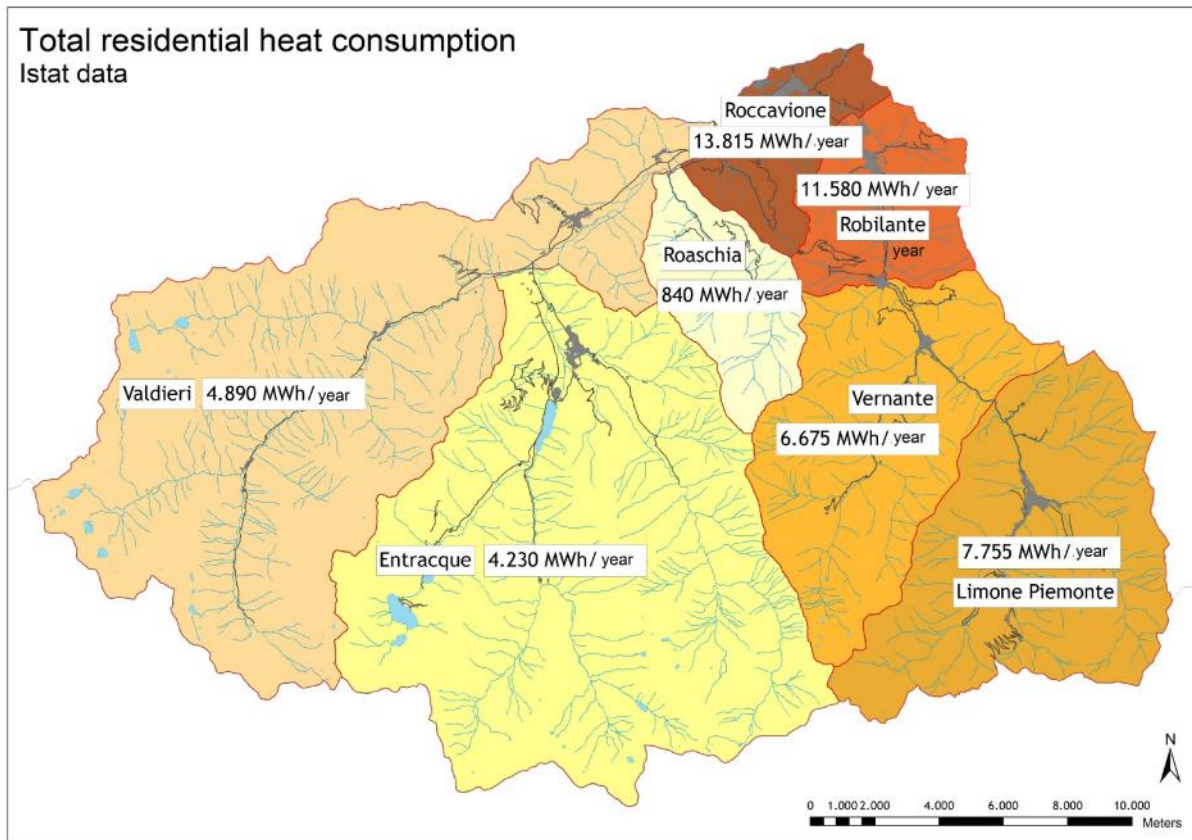 Total residential heat consumption
Istat data
Roccavione
13.815 MWh/year
11.580 MWh/ year
Robilante
year
Roaschia
840 MWh/year
Valdieri
4.890 MWh/year
Vernante
6.675 MWh/year
Entracque
4.230 MWh/year
7.755 MWh/year
Limone Piemonte
N
0 1.000 2.000 4.000 6.000 8.000 10.000
Meters